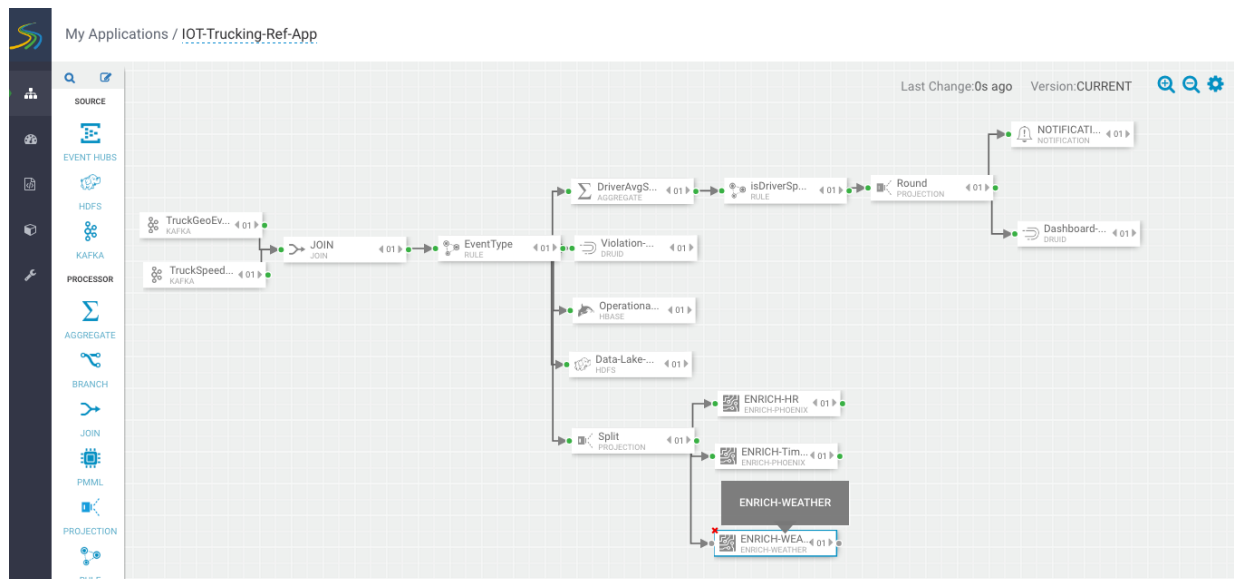 My Applications / IOT-Trucking-Ref-App
Last Change:0s ago Version:CURRENT
SOURCE
EVENT HUBS
HDFS
KAFKA
PROCESSOR
AGGREGATE
BRANCH
JOIN
PMML
PROJECTION
RULE
TruckGeoEv... 01
KAFKA
TruckSpeed... 01
KAFKA
JOIN 01
JOIN
EventType 01
RULE
DriverAvgS... 01
AGGREGATE
isDriverSp... 01
RULE
Round 01
PROJECTION
NOTIFICATI... 01
NOTIFICATION
Dashboard-... 01
DRUID
Violation-... 01
DRUID
Operationa... 01
HBASE
Data-Lake-... 01
HDFS
Split 01
PROJECTION
ENRICH-HR 01
ENRICH-PHOENIX
ENRICH-Tim... 01
ENRICH-PHOENIX
ENRICH-WEATHER
ENRICH-WEA... 01
ENRICH-WEATHER